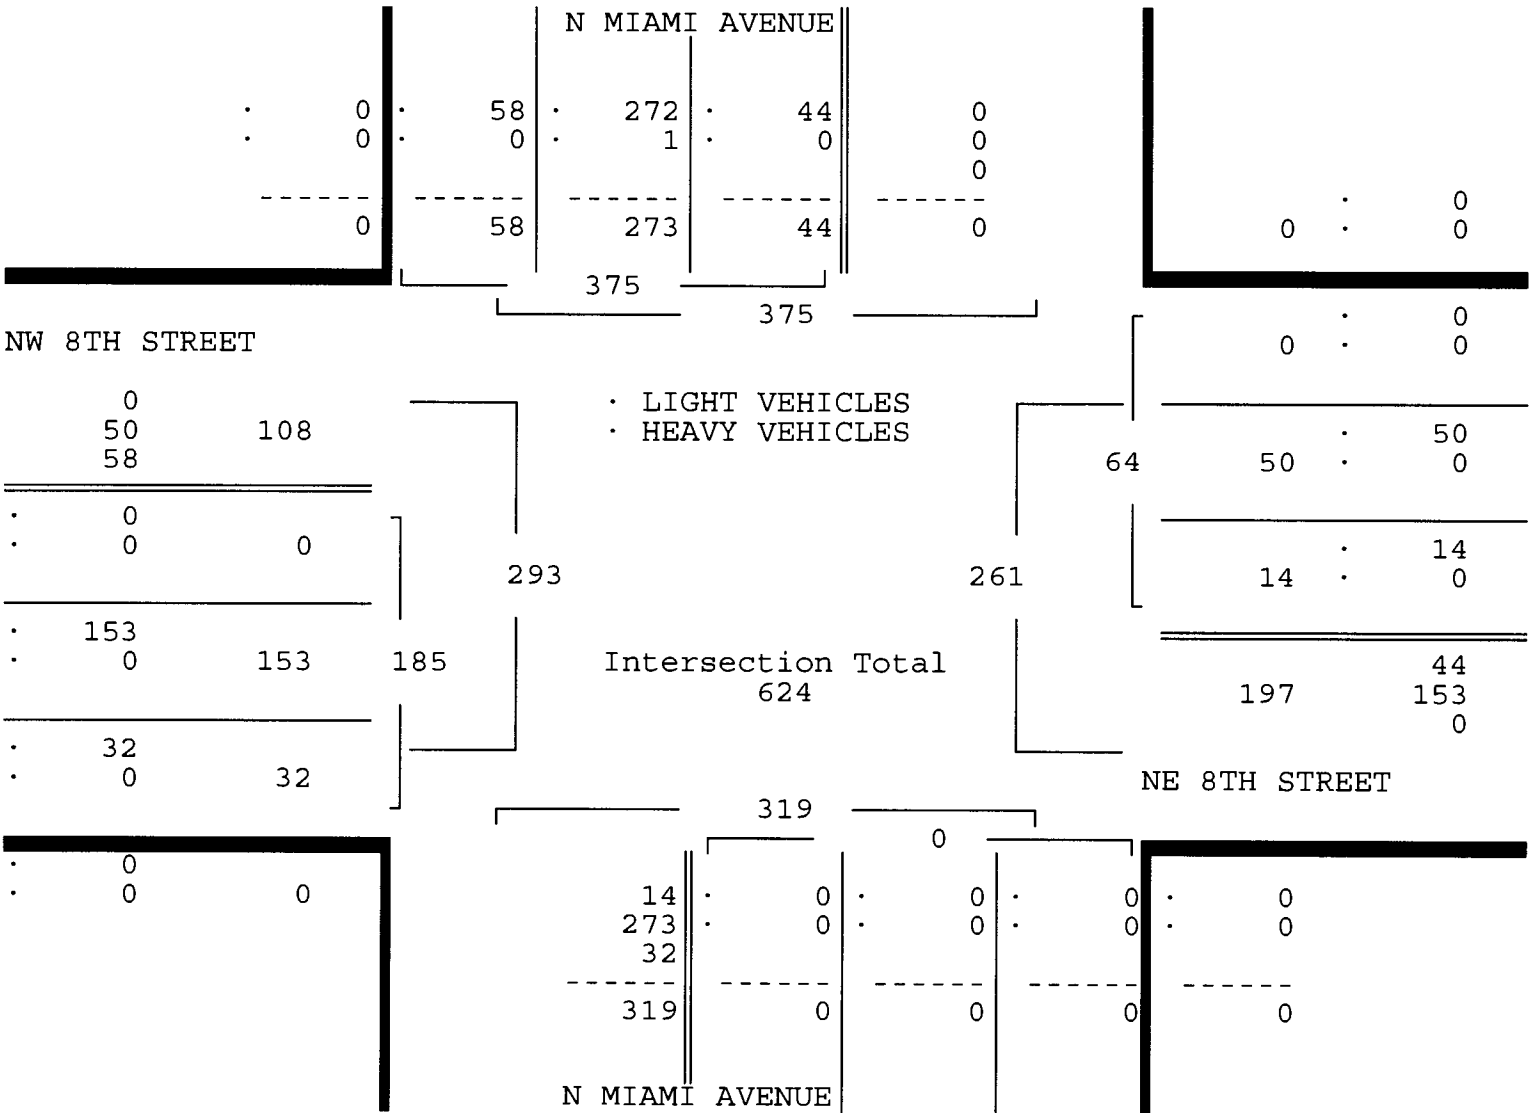 N MIAMI AVENUE
· 0 · 58 · 272 · 44 0
· 0 · 0 · 1 · 0 0
0
------ ------ ------ ------ ------
0 58 273 44 0
· 0
0 · 0
375
375
· 0
0 · 0
NW 8TH STREET
0
50 108
58
· LIGHT VEHICLES
· HEAVY VEHICLES
· 50
64 50 · 0
· 0
· 0 0
· 14
14 · 0
293
261
· 153
· 0 153 185
Intersection Total
624
44
197 153
0
· 32
· 0 32
NE 8TH STREET
319
0
· 0
· 0 0
14 · 0 · 0 · 0 · 0
273 · 0 · 0 · 0 · 0
32
------ ------ ------ ------ ------
319 0 0 0 0
N MIAMI AVENUE